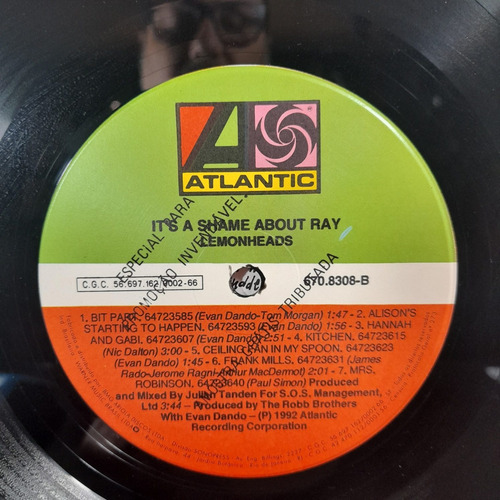 ATLANTIC
IT'S A SHAME ABOUT RAY
LEMONHEADS
ESPECIAL PARA
PROMOÇÃO INVENDÁVEL.
AMOSTRA GRÁTIS TRIBUTADA
C.G.C. 56.697.162/0002-66
670.8308-B
1. BIT PART, 64723585 (Evan Dando-Tom Morgan) 1:47 - 2. ALISON'S
STARTING TO HAPPEN, 64723593 (Evan Dando) 1:56 - 3. HANNAH
AND GABI. 64723607 (Evan Dando) 2:51 - 4. KITCHEN, 64723615
(Nic Dalton) 3:00 - 5. CEILING FAN IN MY SPOON, 64723623
(Evan Dando) 1:45 - 6. FRANK MILLS. 64723631 (James
Rado-Jerome Ragni-Arthur MacDermot) 2:01 - 7. MRS.
ROBINSON, 64723640 (Paul Simon) Produced
and Mixed by Julian Tanden For S.O.S. Management,
Ltd 3:44 - Produced by The Robb Brothers
With Evan Dando - (P) 1992 Atlantic
Recording Corporation